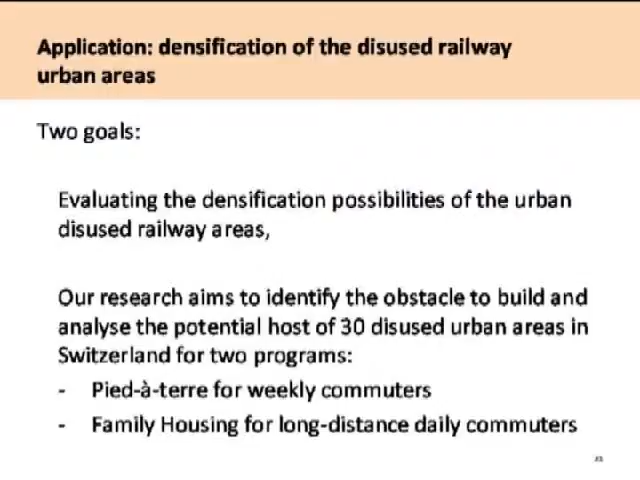 Application: densification of the disused railway
urban areas
Two goals:
Evaluating the densification possibilities of the urban
disused railway areas,
Our research aims to identify the obstacle to build and
analyse the potential host of 30 disused urban areas in
Switzerland for two programs:
- Pied-à-terre for weekly commuters
- Family Housing for long-distance daily commuters